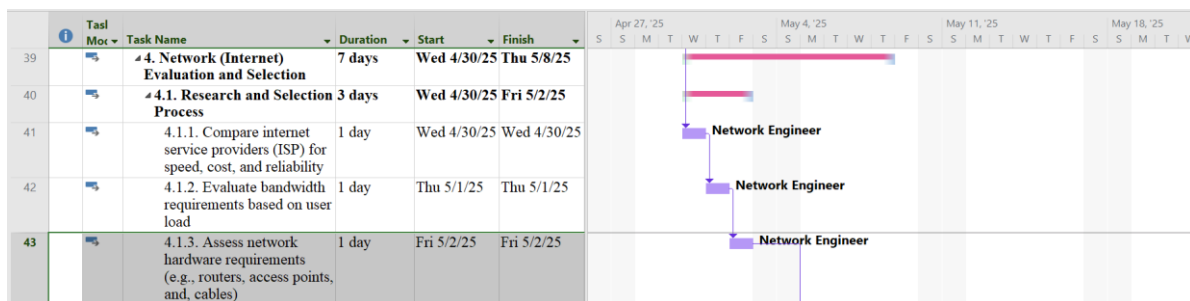 Apr 27, '25 May 4, '25 May 11, '25 May 18, '25
Tasl
Moc Task Name Duration Start Finish S S M T W T F S S M T W T F S S M T W T F S S M T W
39 4. Network (Internet) 7 days Wed 4/30/25 Thu 5/8/25
Evaluation and Selection
40 4.1. Research and Selection 3 days Wed 4/30/25 Fri 5/2/25
Process
41 4.1.1. Compare internet 1 day Wed 4/30/25 Wed 4/30/25 Network Engineer
service providers (ISP) for
speed, cost, and reliability
42 4.1.2. Evaluate bandwidth 1 day Thu 5/1/25 Thu 5/1/25 Network Engineer
requirements based on user
load
43 4.1.3. Assess network 1 day Fri 5/2/25 Fri 5/2/25 Network Engineer
hardware requirements
(e.g., routers, access points,
and, cables)